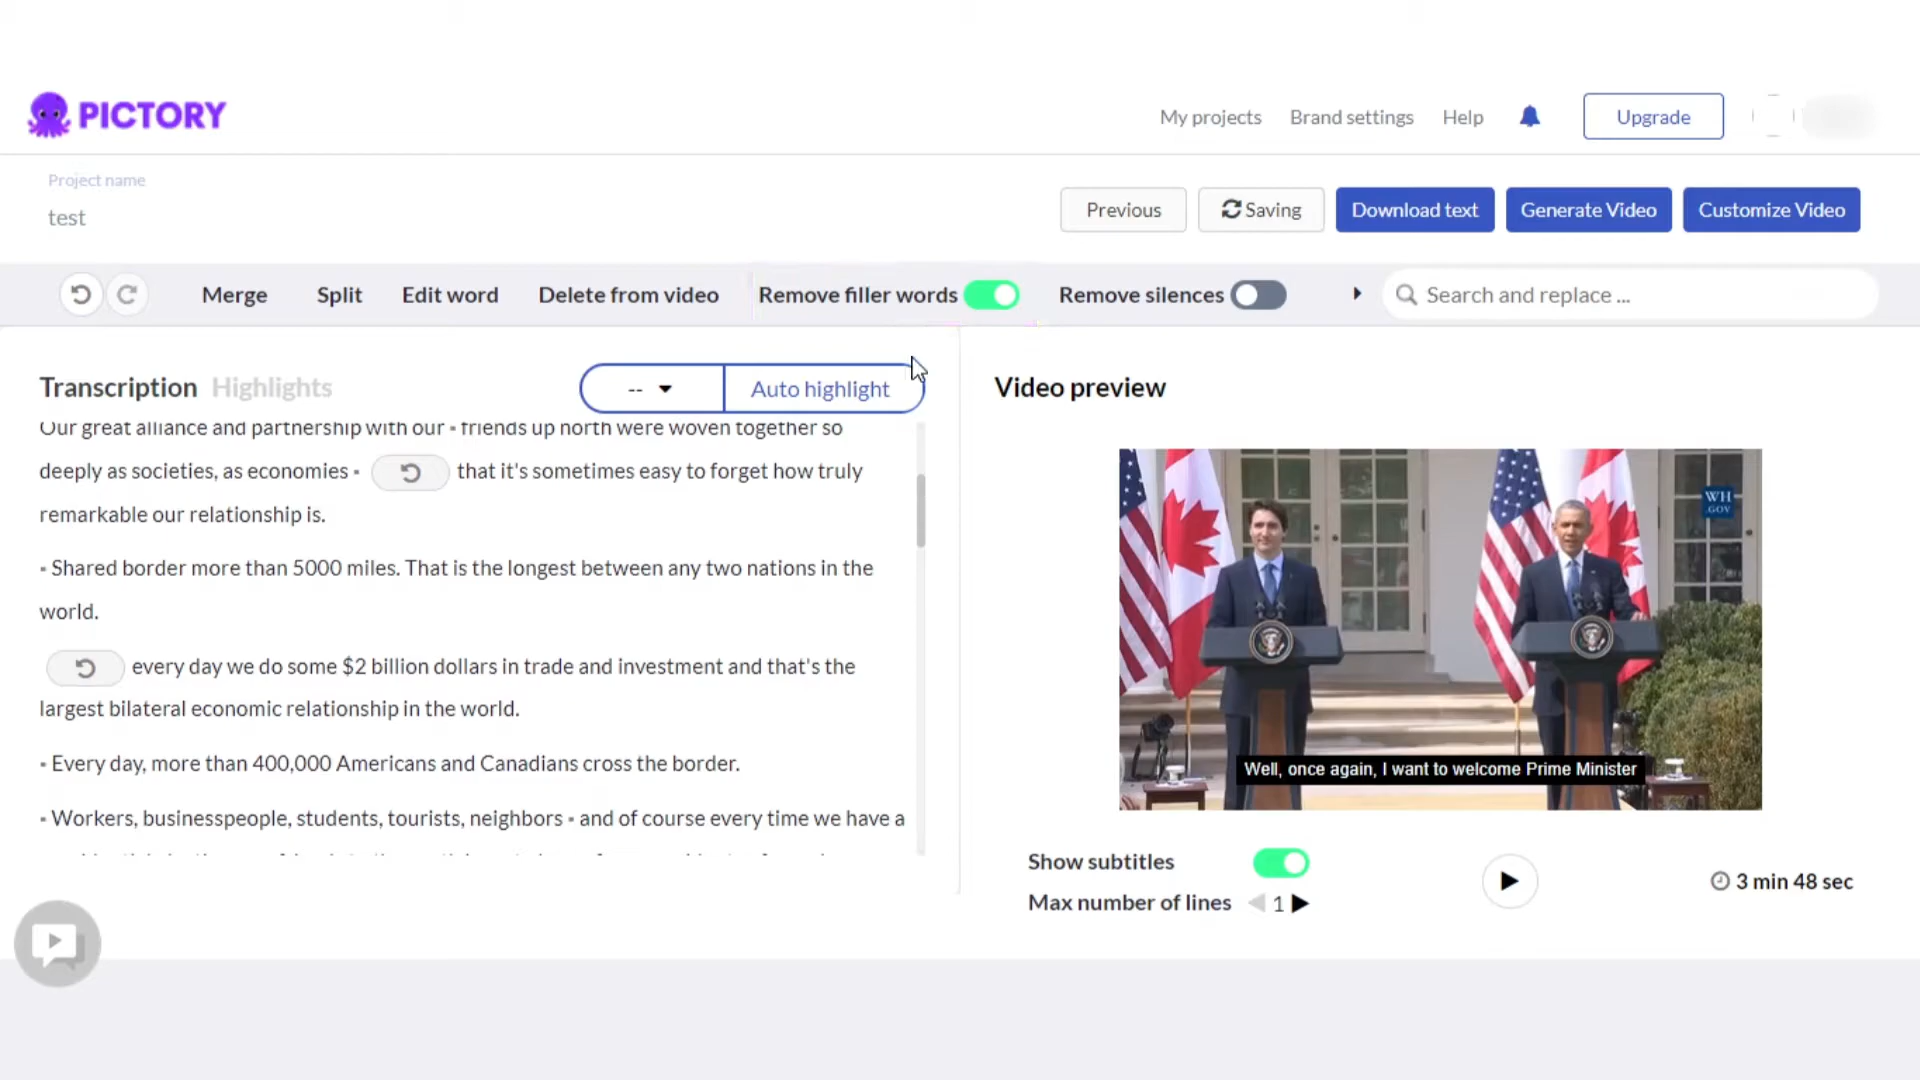 PICTORY
My projects Brand settings Help Upgrade
Project name
test
Previous Saving Download text Generate Video Customize Video
Merge Split Edit word Delete from video Remove filler words Remove silences Search and replace ...
Transcription Highlights -- Auto highlight
Video preview
Our great alliance and partnership with our - friends up north were woven together so
deeply as societies, as economies - that it's sometimes easy to forget how truly
remarkable our relationship is.
- Shared border more than 5000 miles. That is the longest between any two nations in the
world.
every day we do some $2 billion dollars in trade and investment and that's the
largest bilateral economic relationship in the world.
- Every day, more than 400,000 Americans and Canadians cross the border.
- Workers, businesspeople, students, tourists, neighbors - and of course every time we have a
WH
.GOV
Well, once again, I want to welcome Prime Minister
Show subtitles
Max number of lines 1
3 min 48 sec